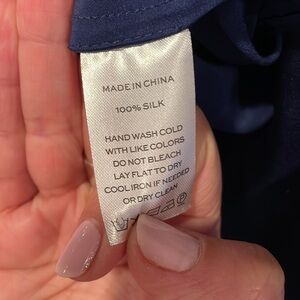 MADE IN CHINA
100% SILK
HAND WASH COLD
WITH LIKE COLORS
DO NOT BLEACH
LAY FLAT TO DRY
COOL IRON IF NEEDED
OR DRY CLEAN